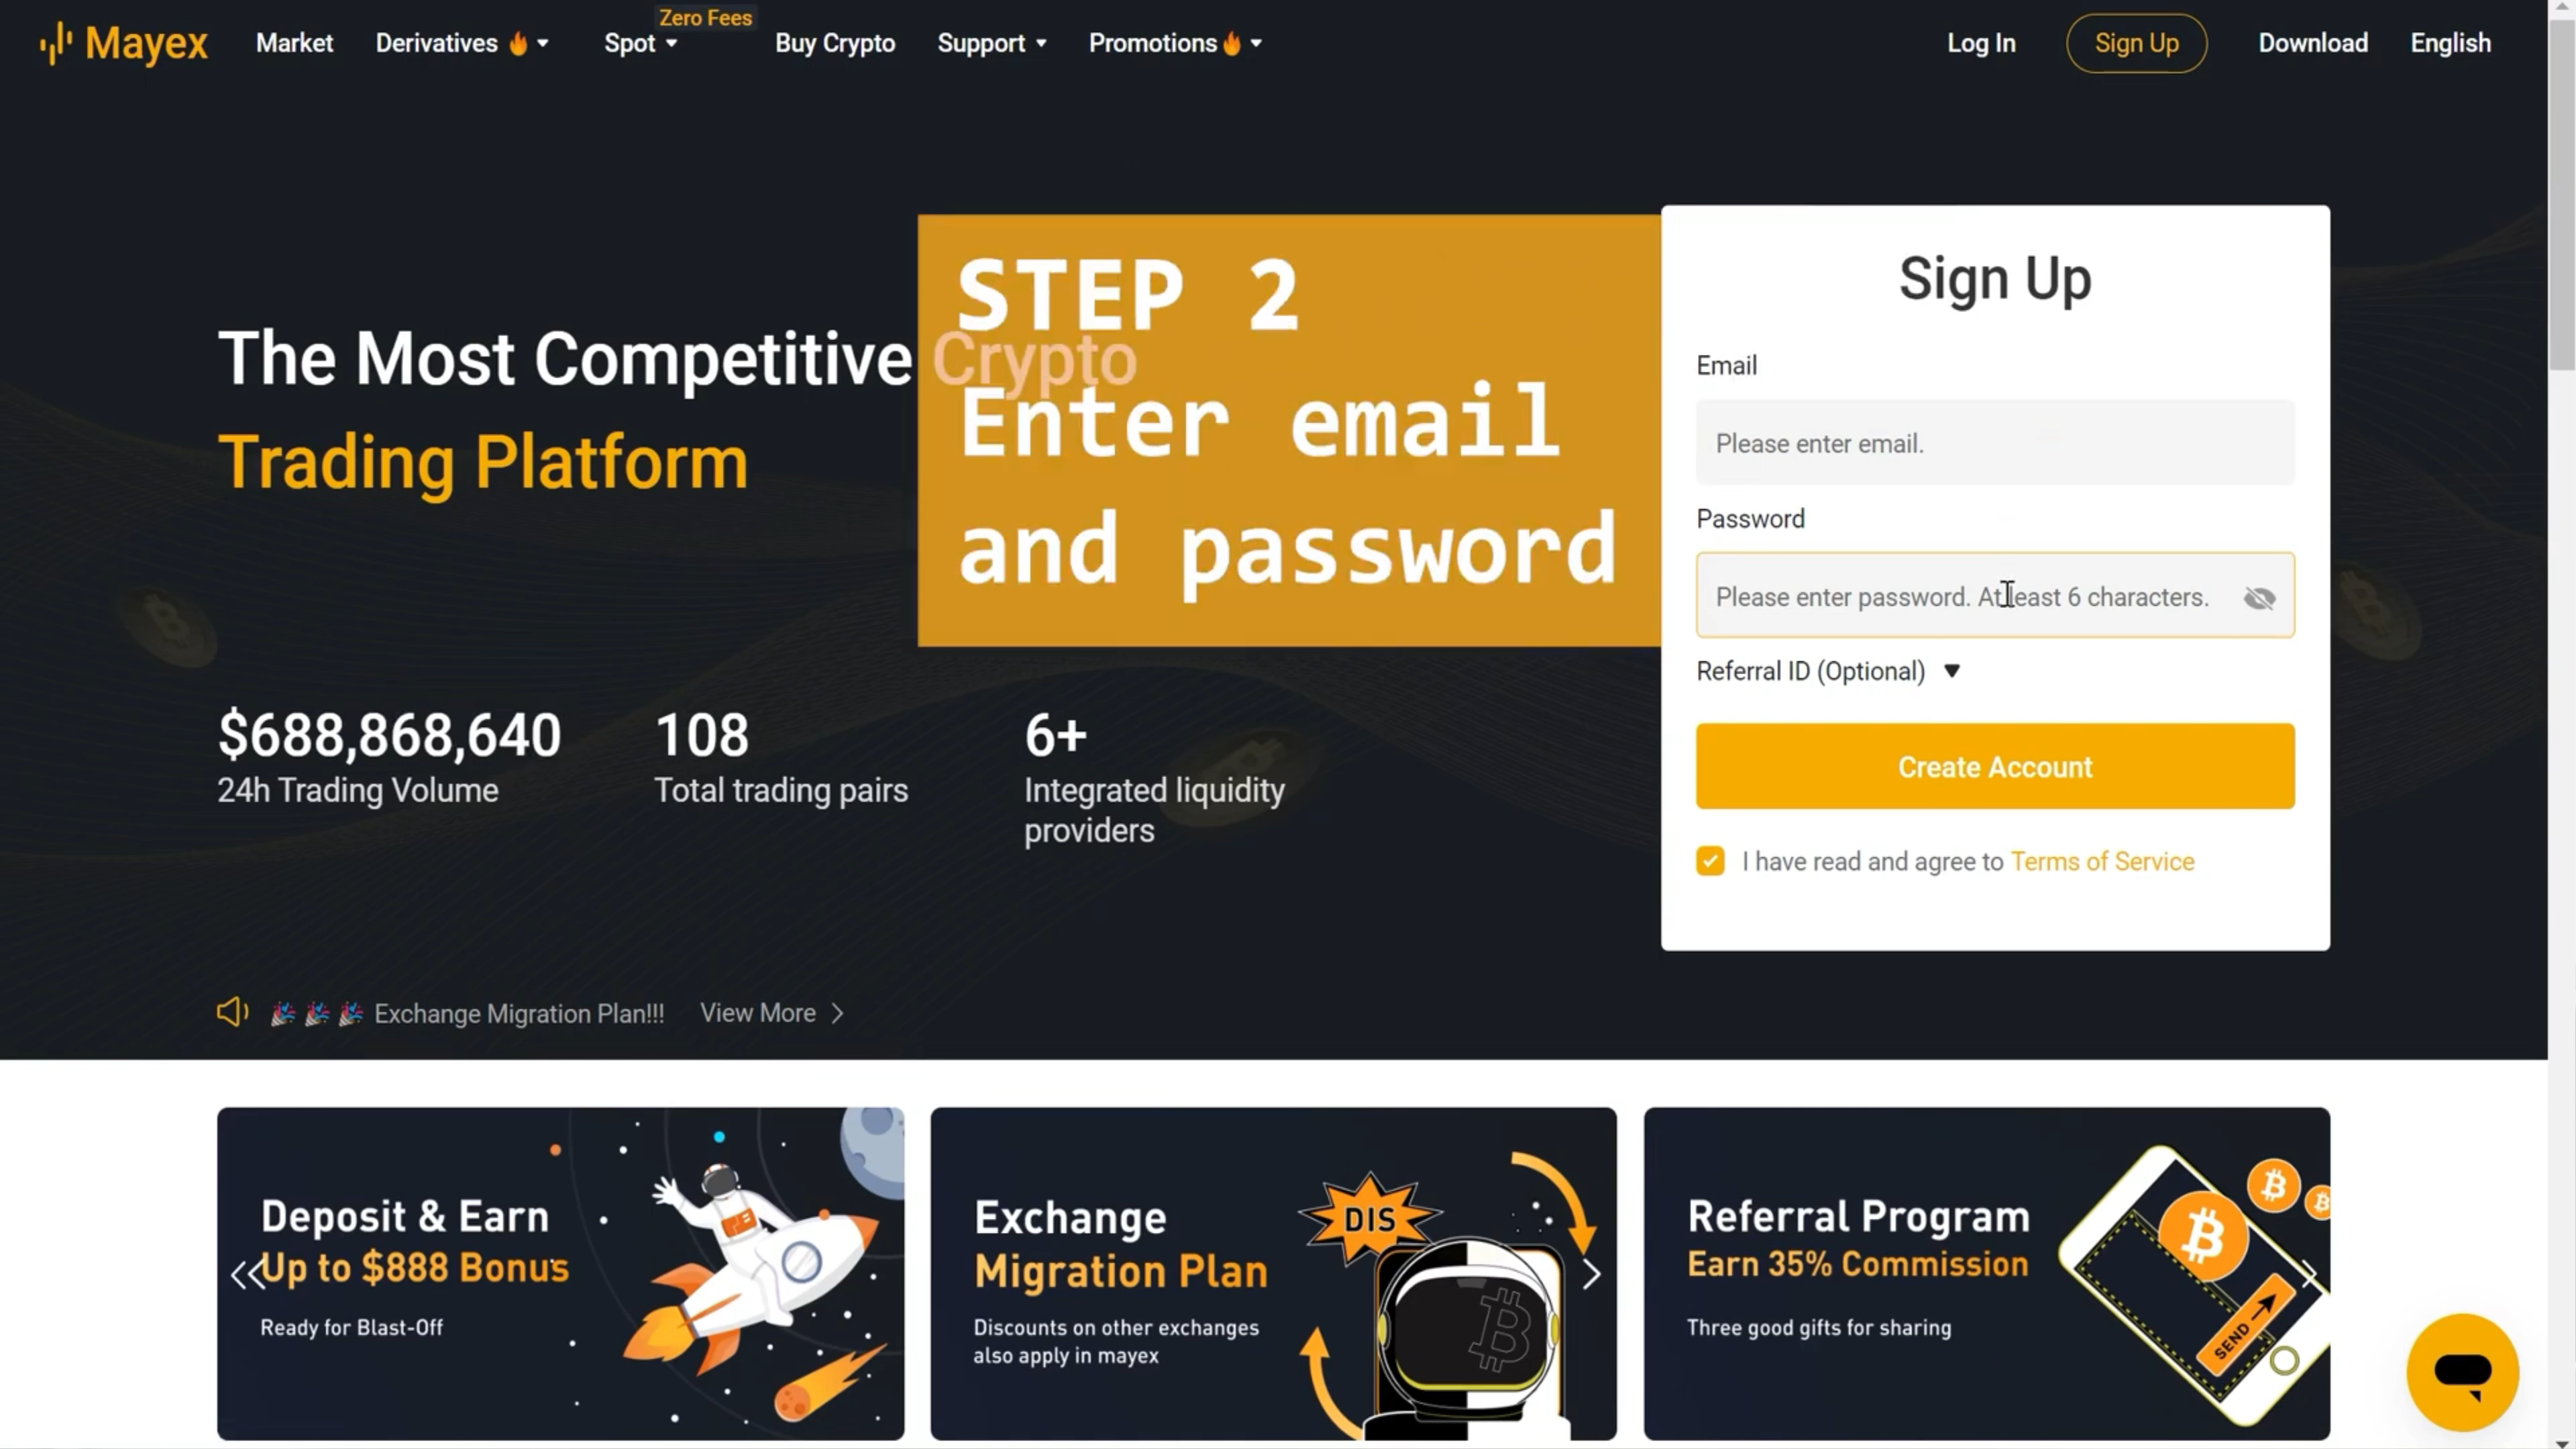 Mayex
Market
Derivatives
Spot
Zero Fees
Buy Crypto
Support
Promotions
Log In
Sign Up
Download
English
The Most Competitive Crypto
Trading Platform
STEP 2
Enter email
and password
$688,868,640
24h Trading Volume
108
Total trading pairs
6+
Integrated liquidity
providers
Sign Up
Email
Please enter email.
Password
Please enter password. At least 6 characters.
Referral ID (Optional)
Create Account
I have read and agree to Terms of Service
Exchange Migration Plan!!!
View More
Deposit & Earn
Up to $888 Bonus
Ready for Blast-Off
Exchange
Migration Plan
Discounts on other exchanges
also apply in mayex
DIS
Referral Program
Earn 35% Commission
Three good gifts for sharing
SEND